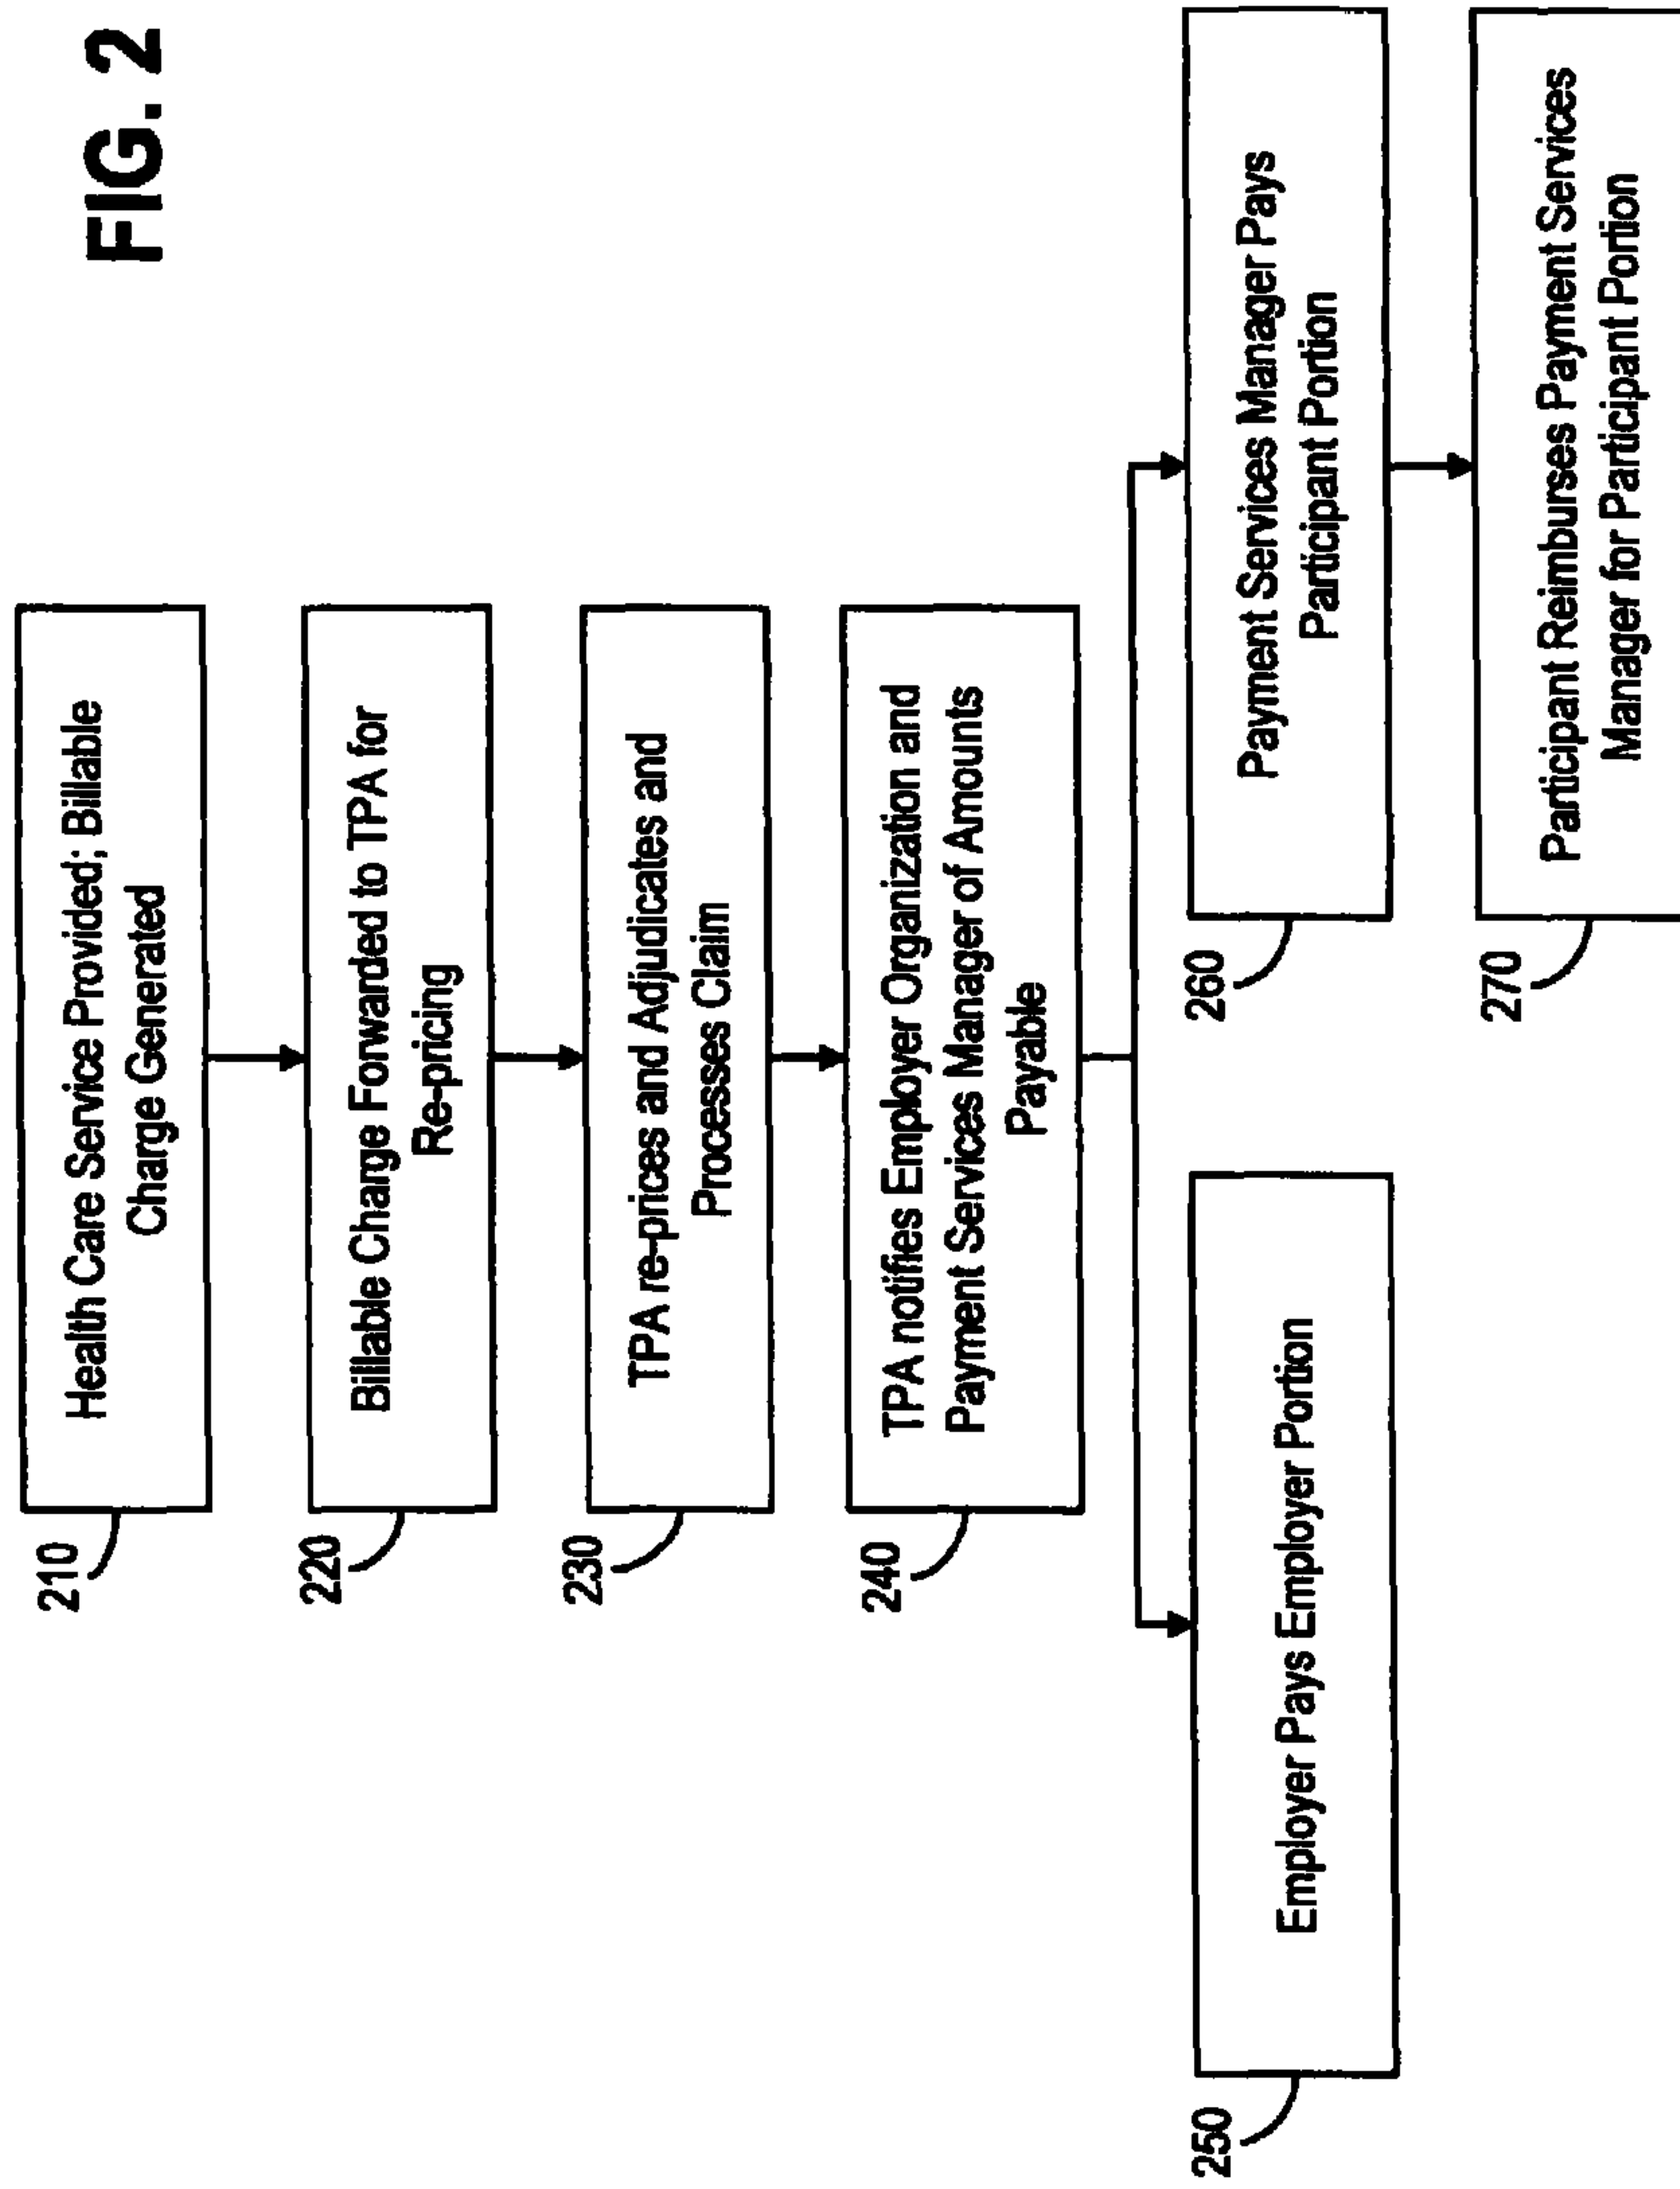 FIG. 2
210
Health Care Service Provided; Billable
Charge Generated
220
Billable Charge Forwarded to TPA for
Re-pricing
230
TPA re-prices and Adjudicates and
Processes Claim
240
TPA notifies Employer Organization and
Payment Services Manager of Amounts
Payable
250
Employer Pays Employer Portion
260
Payment Services Manager Pays
Participant Portion
270
Participant Reimburses Payment Services
Manager for Participant Portion